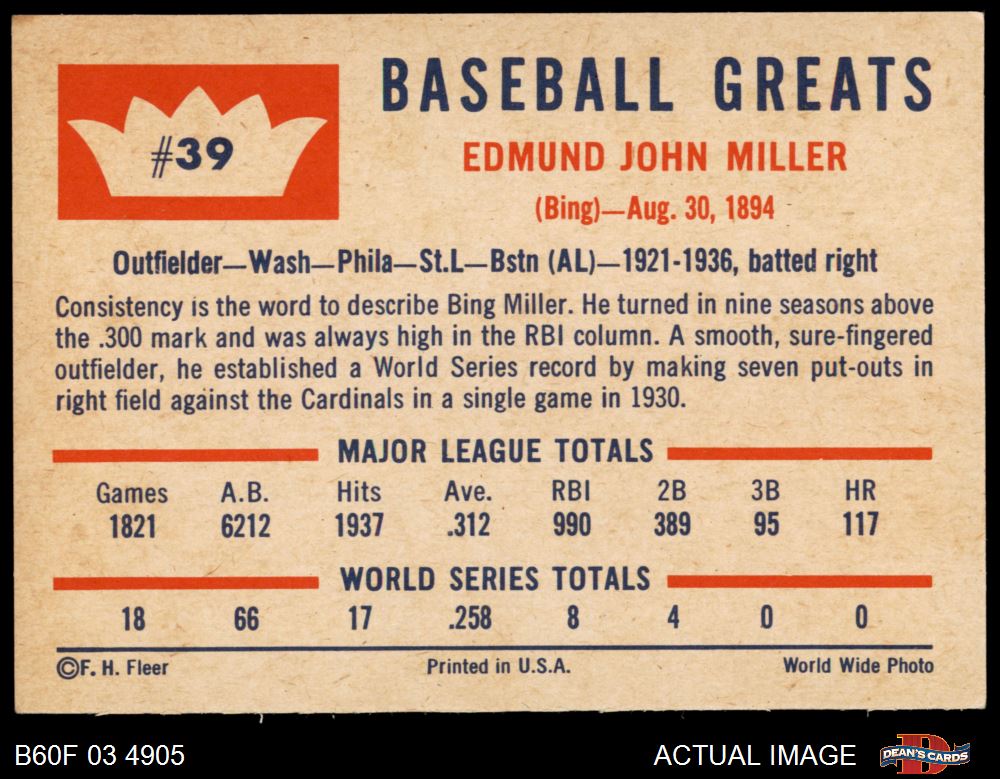 #39
BASEBALL GREATS
EDMUND JOHN MILLER
(Bing)—Aug. 30, 1894
Outfielder—Wash—Phila—St.L—Bstn (AL)—1921-1936, batted right
Consistency is the word to describe Bing Miller. He turned in nine seasons above
the .300 mark and was always high in the RBI column. A smooth, sure-fingered
outfielder, he established a World Series record by making seven put-outs in
right field against the Cardinals in a single game in 1930.
MAJOR LEAGUE TOTALS
Games A.B. Hits Ave. RBI 2B 3B HR
1821 6212 1937 .312 990 389 95 117
WORLD SERIES TOTALS
18 66 17 .258 8 4 0 0
©F. H. Fleer Printed in U.S.A. World Wide Photo
B60F 03 4905 ACTUAL IMAGE DEAN'S CARDS